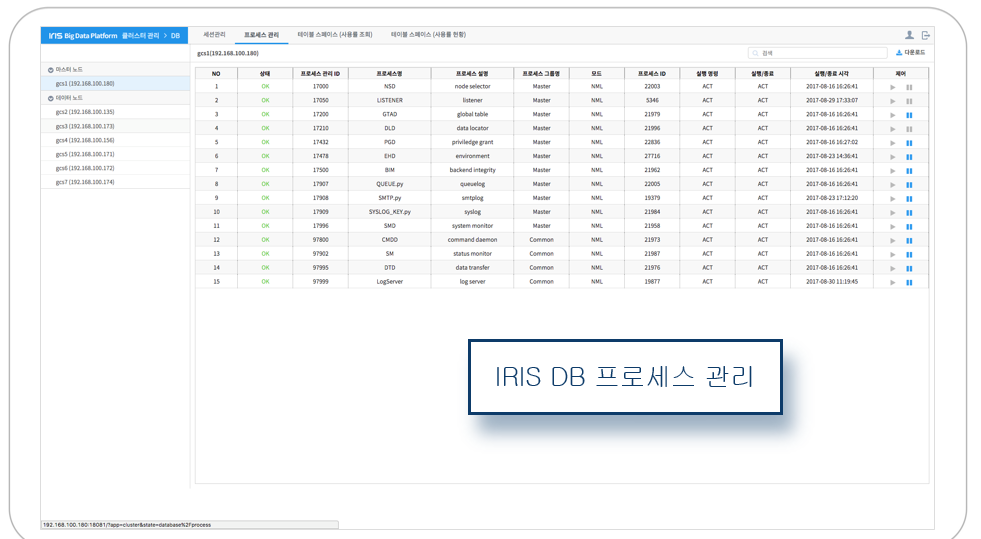 IRIS Big Data Platform 클러스터 관리 > DB 세션관리 프로세스 관리 테이블 스페이스 (사용률 조회) 테이블 스페이스 (사용률 현황)
gcs1(192.168.100.180) 검색 다운로드
마스터 노드
gcs1 (192.168.100.180)
데이터 노드
gcs2 (192.168.100.135)
gcs3 (192.168.100.173)
gcs4 (192.168.100.156)
gcs5 (192.168.100.171)
gcs6 (192.168.100.172)
gcs7 (192.168.100.174)
NO 상태 프로세스 관리 ID 프로세스명 프로세스 설명 프로세스 그룹명 모드 프로세스 ID 실행 명령 실행/종료 실행/종료 시각 제어
1 OK 17000 NSD node selector Master NML 22003 ACT ACT 2017-08-16 16:26:41
2 OK 17050 LISTENER listener Master NML 5346 ACT ACT 2017-08-29 17:33:07
3 OK 17200 GTAD global table Master NML 21979 ACT ACT 2017-08-16 16:26:41
4 OK 17210 DLD data locator Master NML 21996 ACT ACT 2017-08-16 16:26:41
5 OK 17432 PGD priviledge grant Master NML 22836 ACT ACT 2017-08-16 16:27:02
6 OK 17478 EHD environment Master NML 27716 ACT ACT 2017-08-23 14:36:41
7 OK 17500 BIM backend integrity Master NML 21962 ACT ACT 2017-08-16 16:26:41
8 OK 17907 QUEUE.py queuelog Master NML 22005 ACT ACT 2017-08-16 16:26:41
9 OK 17908 SMTP.py smtplog Master NML 19379 ACT ACT 2017-08-23 17:12:20
10 OK 17909 SYSLOG_KEY.py syslog Master NML 21984 ACT ACT 2017-08-16 16:26:41
11 OK 17996 SMD system monitor Master NML 21958 ACT ACT 2017-08-16 16:26:41
12 OK 97800 CMDD command daemon Common NML 21973 ACT ACT 2017-08-16 16:26:41
13 OK 97902 SM status monitor Common NML 21987 ACT ACT 2017-08-16 16:26:41
14 OK 97995 DTD data transfer Common NML 21976 ACT ACT 2017-08-16 16:26:41
15 OK 97999 LogServer log server Common NML 19877 ACT ACT 2017-08-30 11:19:45
IRIS DB 프로세스 관리
192.168.100.180:18081/?app=cluster&state=database%2Fprocess